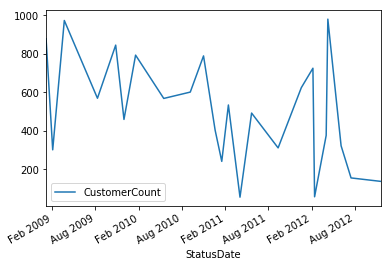 1000
800
600
400
200
CustomerCount
Feb 2009
Aug 2009
Feb 2010
Aug 2010
Feb 2011
Aug 2011
Feb 2012
Aug 2012
StatusDate